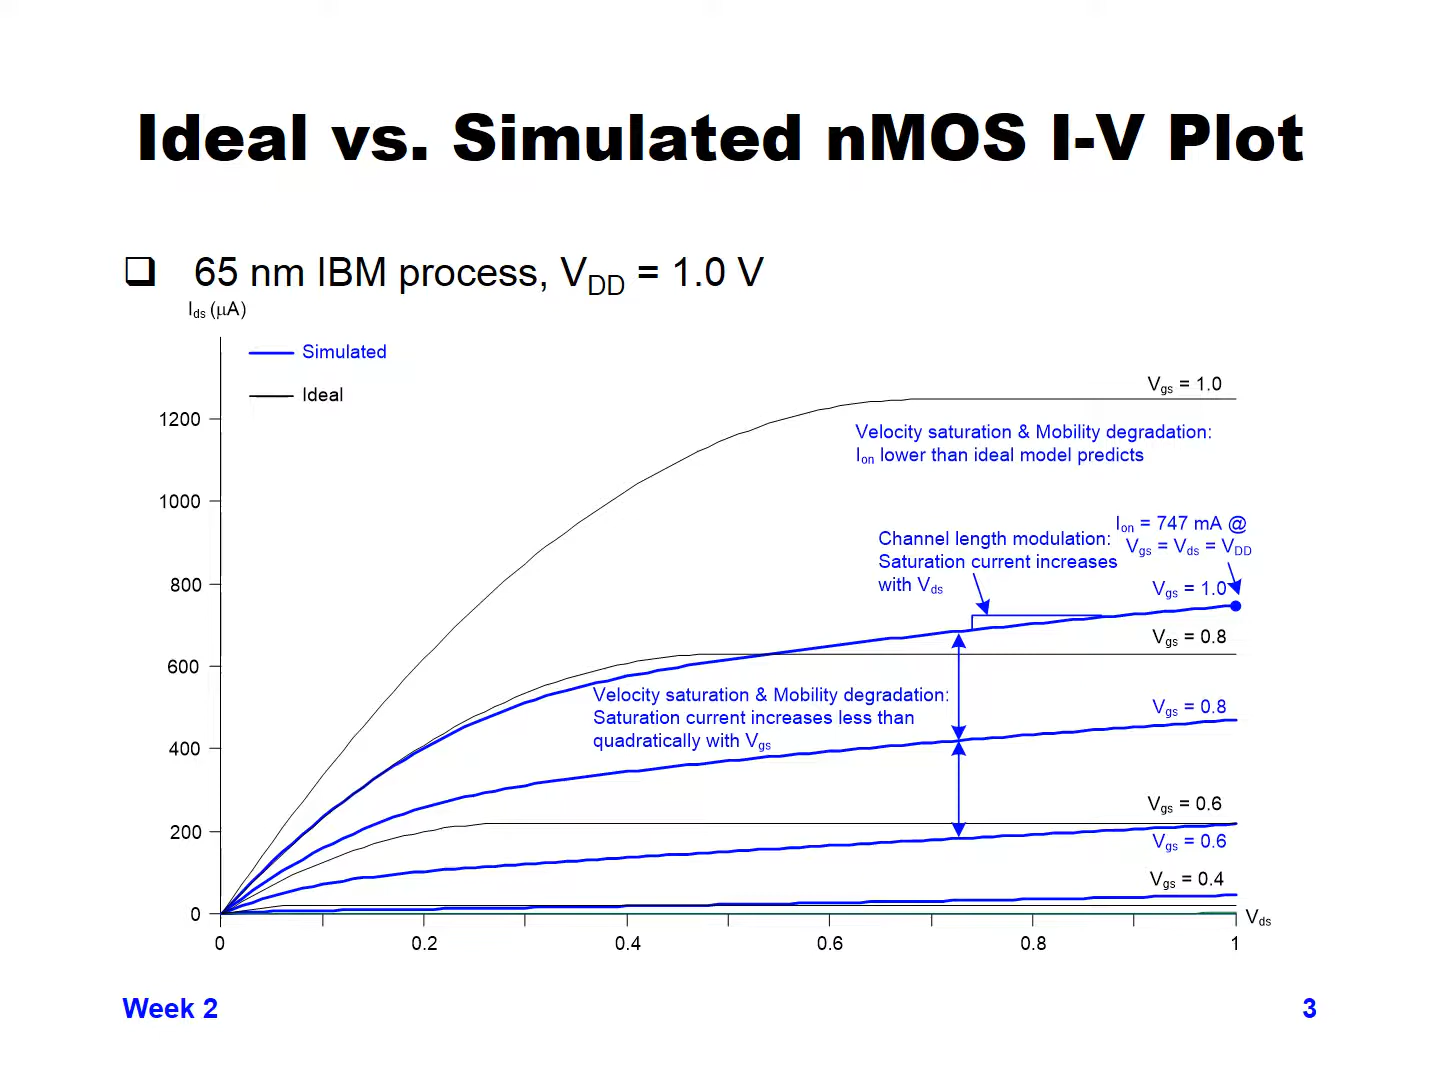 Ideal vs. Simulated nMOS I-V Plot
❑ 65 nm IBM process, VDD = 1.0 V
Ids (μA)
Simulated
Ideal
Vgs = 1.0
Velocity saturation & Mobility degradation:
Ion lower than ideal model predicts
Channel length modulation:
Saturation current increases
with Vds
Ion = 747 mA @
Vgs = Vds = VDD
Vgs = 1.0
Vgs = 0.8
Velocity saturation & Mobility degradation:
Saturation current increases less than
quadratically with Vgs
Vgs = 0.8
Vgs = 0.6
Vgs = 0.6
Vgs = 0.4
1200
1000
800
600
400
200
0
Vds
0 0.2 0.4 0.6 0.8 1
Week 2
3